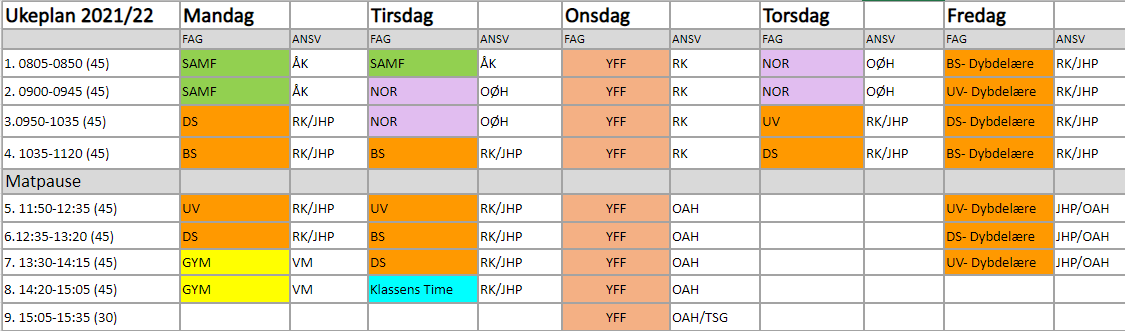 Ukeplan 2021/22 Mandag Tirsdag Onsdag Torsdag Fredag
FAG ANSV FAG ANSV FAG ANSV FAG ANSV FAG ANSV
1. 0805-0850 (45) SAMF ÅK SAMF ÅK YFF RK NOR OØH BS- Dybdelære RK/JHP
2. 0900-0945 (45) SAMF ÅK NOR OØH YFF RK NOR OØH UV- Dybdelære RK/JHP
3.0950-1035 (45) DS RK/JHP NOR OØH YFF RK UV RK/JHP DS- Dybdelære RK/JHP
4. 1035-1120 (45) BS RK/JHP BS RK/JHP YFF RK DS RK/JHP BS- Dybdelære RK/JHP
Matpause
5. 11:50-12:35 (45) UV RK/JHP UV RK/JHP YFF OAH UV- Dybdelære JHP/OAH
6.12:35-13:20 (45) DS RK/JHP BS RK/JHP YFF OAH DS- Dybdelære JHP/OAH
7. 13:30-14:15 (45) GYM VM DS RK/JHP YFF OAH UV- Dybdelære JHP/OAH
8. 14:20-15:05 (45) GYM VM Klassens Time RK/JHP YFF OAH
9. 15:05-15:35 (30) YFF OAH/TSG